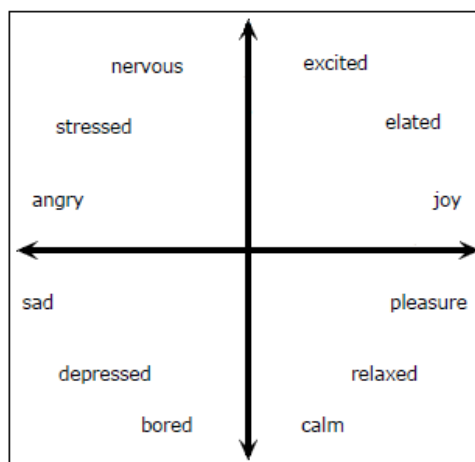 nervous
excited
stressed
elated
angry
joy
sad
pleasure
depressed
relaxed
bored
calm